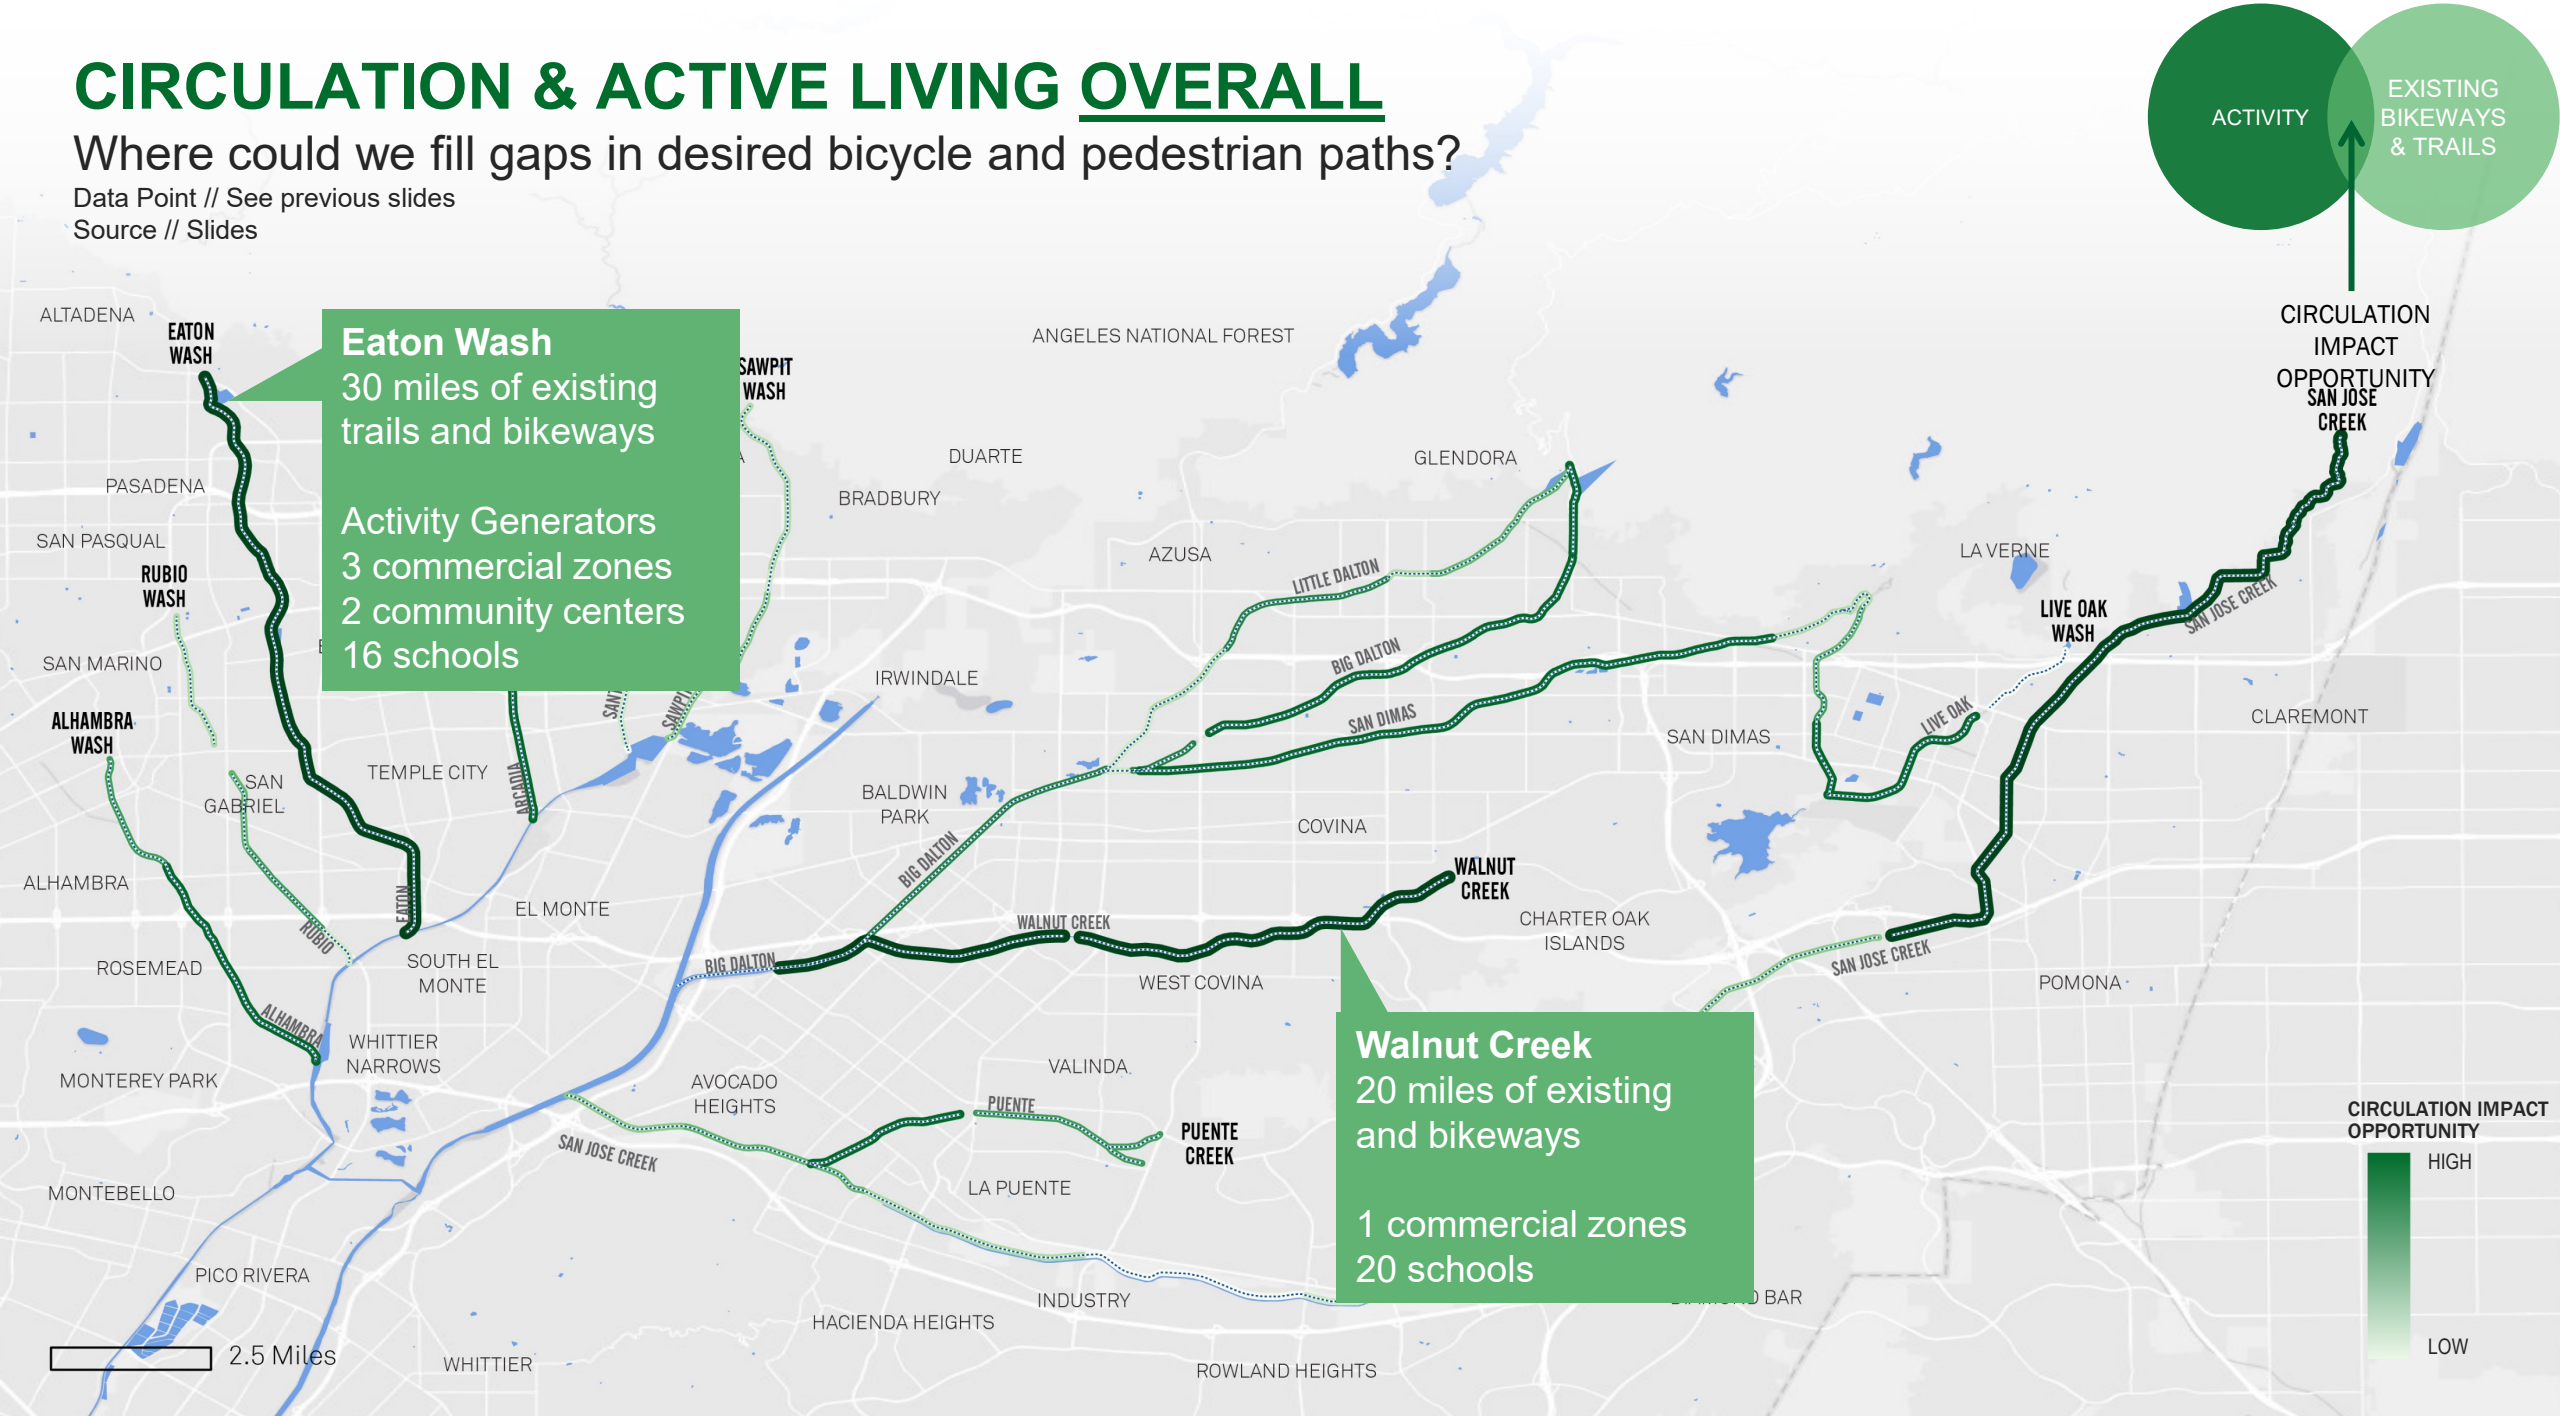 CIRCULATION & ACTIVE LIVING OVERALL
Where could we fill gaps in desired bicycle and pedestrian paths?
Data Point // See previous slides
Source // Slides
ACTIVITY
EXISTING
BIKEWAYS
& TRAILS
CIRCULATION
IMPACT
OPPORTUNITY
SAN JOSE
CREEK
ALTADENA
EATON
WASH
Eaton Wash
30 miles of existing
trails and bikeways
Activity Generators
3 commercial zones
2 community centers
16 schools
SAWPIT
WASH
ANGELES NATIONAL FOREST
DUARTE
BRADBURY
GLENDORA
AZUSA
PASADENA
SAN PASQUAL
RUBIO
WASH
SAN MARINO
ALHAMBRA
WASH
LITTLE DALTON
BIG DALTON
SAN DIMAS
LA VERNE
LIVE OAK
WASH
SAN JOSE CREEK
LIVE OAK
CLAREMONT
SAN DIMAS
IRWINDALE
TEMPLE CITY
ARCADIA
SAN
GABRIEL
BALDWIN
PARK
BIG DALTON
COVINA
WALNUT
CREEK
ALHAMBRA
EATON
RUBIO
EL MONTE
WALNUT CREEK
CHARTER OAK
ISLANDS
SAN JOSE CREEK
ROSEMEAD
SOUTH EL
MONTE
BIG DALTON
WEST COVINA
POMONA
ALHAMBRA
WHITTIER
NARROWS
MONTEREY PARK
AVOCADO
HEIGHTS
VALINDA
Walnut Creek
20 miles of existing
and bikeways
1 commercial zones
20 schools
PUENTE
PUENTE
CREEK
SAN JOSE CREEK
LA PUENTE
MONTEBELLO
PICO RIVERA
INDUSTRY
HACIENDA HEIGHTS
BAR
WHITTIER
ROWLAND HEIGHTS
2.5 Miles
CIRCULATION IMPACT
OPPORTUNITY
HIGH
LOW